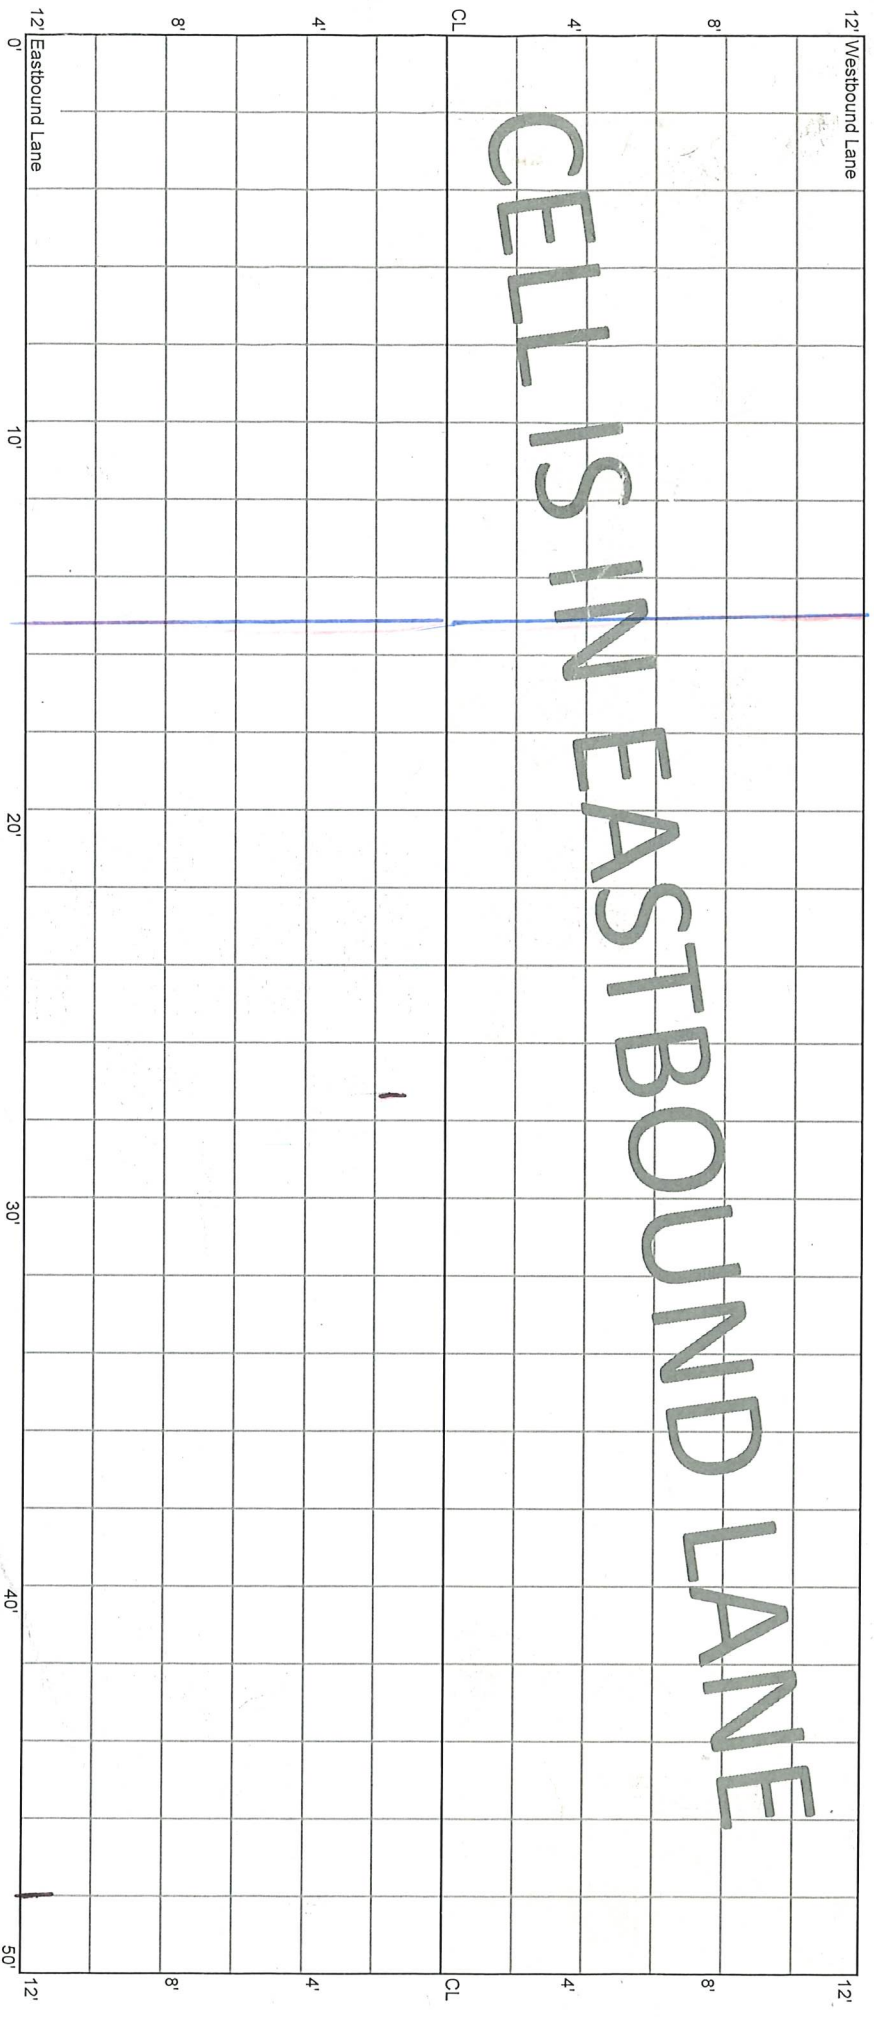 12' Westbound Lane 12'
8' 8'
4' CELL IS IN EASTBOUND LANE 4'
CL CL
4' 4'
8' 8'
12' Eastbound Lane 12'
0' 10' 20' 30' 40' 50'